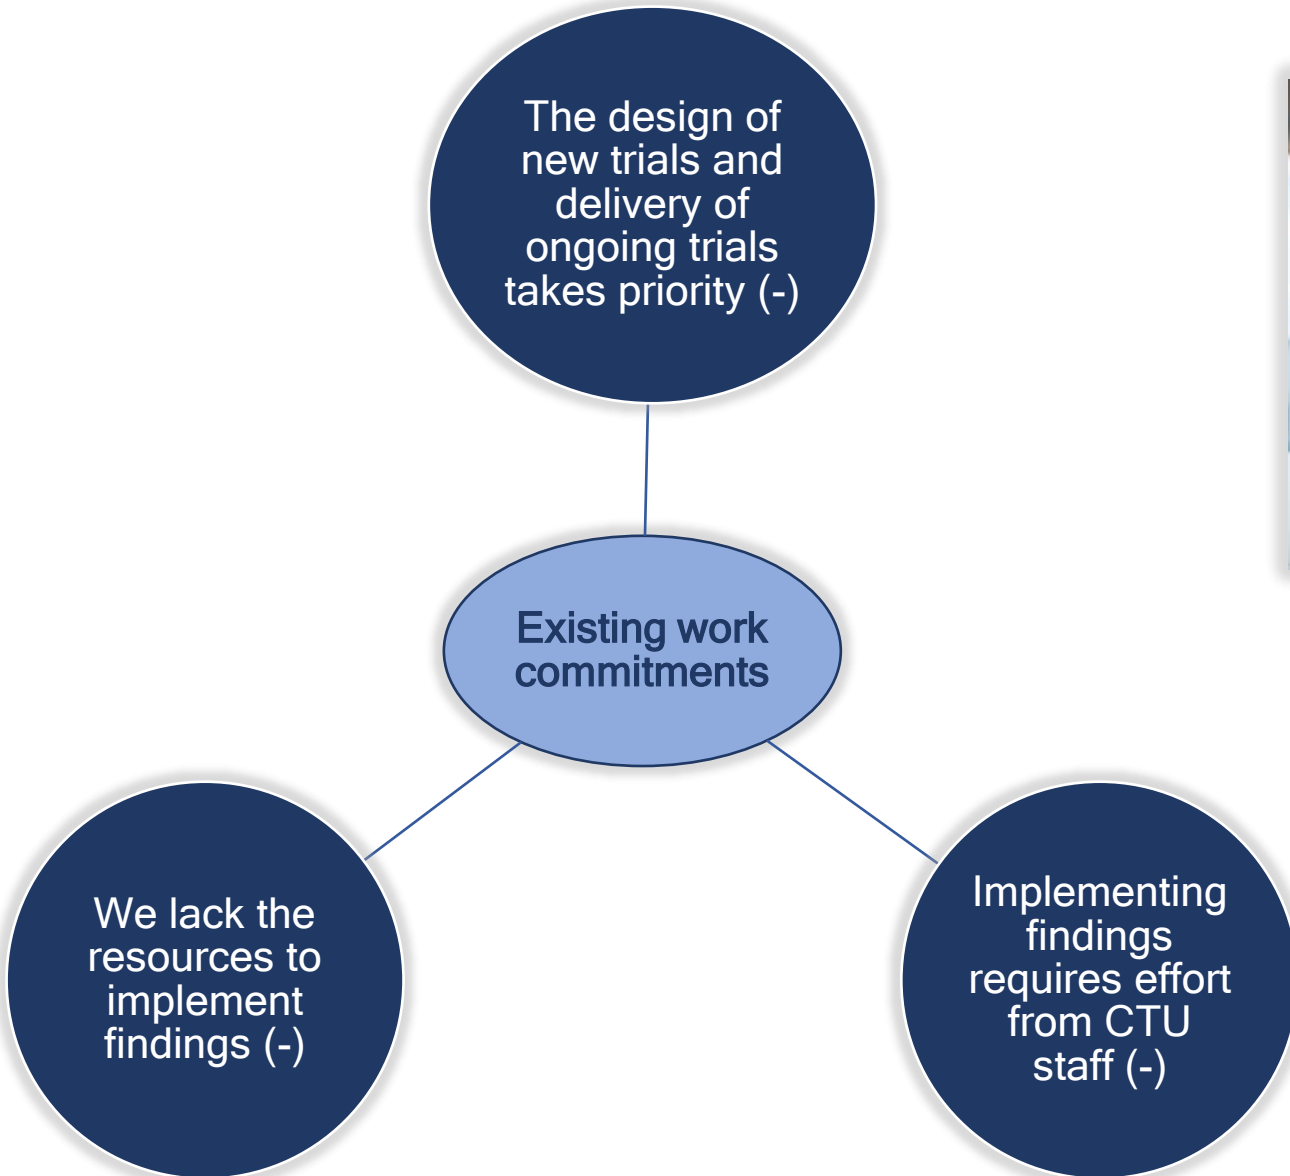 The design of
new trials and
delivery of
ongoing trials
takes priority (-)
Existing work
commitments
We lack the
resources to
implement
findings (-)
Implementing
findings
requires effort
from CTU
staff (-)